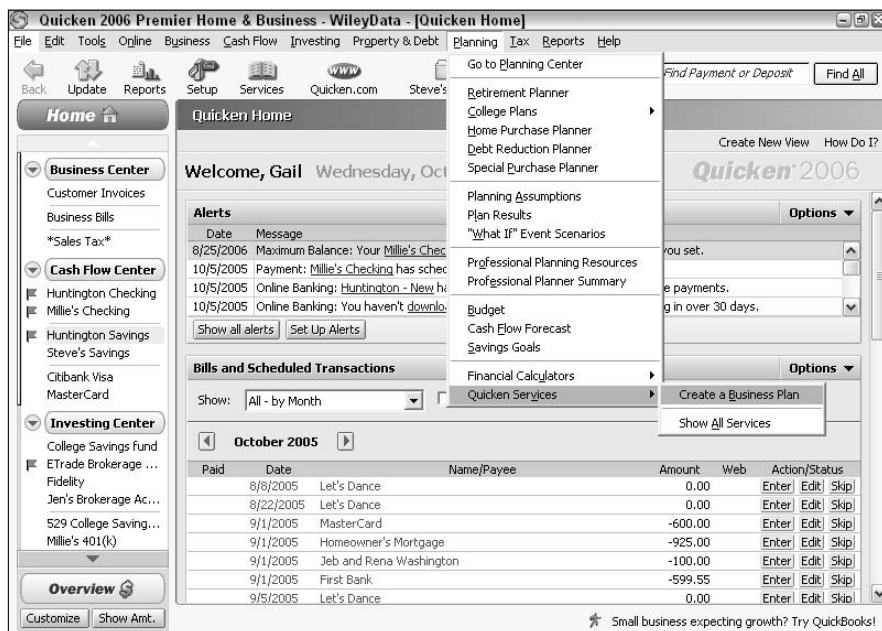 Quicken 2006 Premier Home & Business - WileyData - [Quicken Home]
File Edit Tools Online Business Cash Flow Investing Property & Debt Planning Tax Reports Help
Back Update Reports Setup Services Quicken.com Steve's
Find Payment or Deposit Find All
Go to Planning Center
Retirement Planner
College Plans
Home Purchase Planner
Debt Reduction Planner
Special Purchase Planner
Planning Assumptions
Plan Results
"What If" Event Scenarios
Professional Planning Resources
Professional Planner Summary
Budget
Cash Flow Forecast
Savings Goals
Financial Calculators
Quicken Services
Create a Business Plan
Show All Services
Home
Business Center
Customer Invoices
Business Bills
*Sales Tax*
Cash Flow Center
Huntington Checking
Millie's Checking
Huntington Savings
Steve's Savings
Citibank Visa
MasterCard
Investing Center
College Savings fund
ETrade Brokerage ...
Fidelity
Jen's Brokerage Ac...
529 College Saving...
Millie's 401(k)
Overview
Customize Show Amt.
Quicken Home
Create New View How Do I?
Welcome, Gail Wednesday, Oct
Quicken 2006
Alerts Options
Date Message
8/25/2006 Maximum Balance: Your Millie's Chec you set.
10/5/2005 Payment: Millie's Checking has sched
10/5/2005 Online Banking: Huntington - New ha e payments.
10/5/2005 Online Banking: You haven't downlo g in over 30 days.
Show all alerts Set Up Alerts
Bills and Scheduled Transactions Options
Show: All - by Month
October 2005
Paid Date Name/Payee Amount Web Action/Status
8/8/2005 Let's Dance 0.00 Enter Edit Skip
8/22/2005 Let's Dance 0.00 Enter Edit Skip
9/1/2005 MasterCard -600.00 Enter Edit Skip
9/1/2005 Homeowner's Mortgage -925.00 Enter Edit Skip
9/1/2005 Jeb and Rena Washington -100.00 Enter Edit Skip
9/1/2005 First Bank -599.55 Enter Edit Skip
9/5/2005 Let's Dance 0.00 Enter Edit Skip
Small business expecting growth? Try QuickBooks!